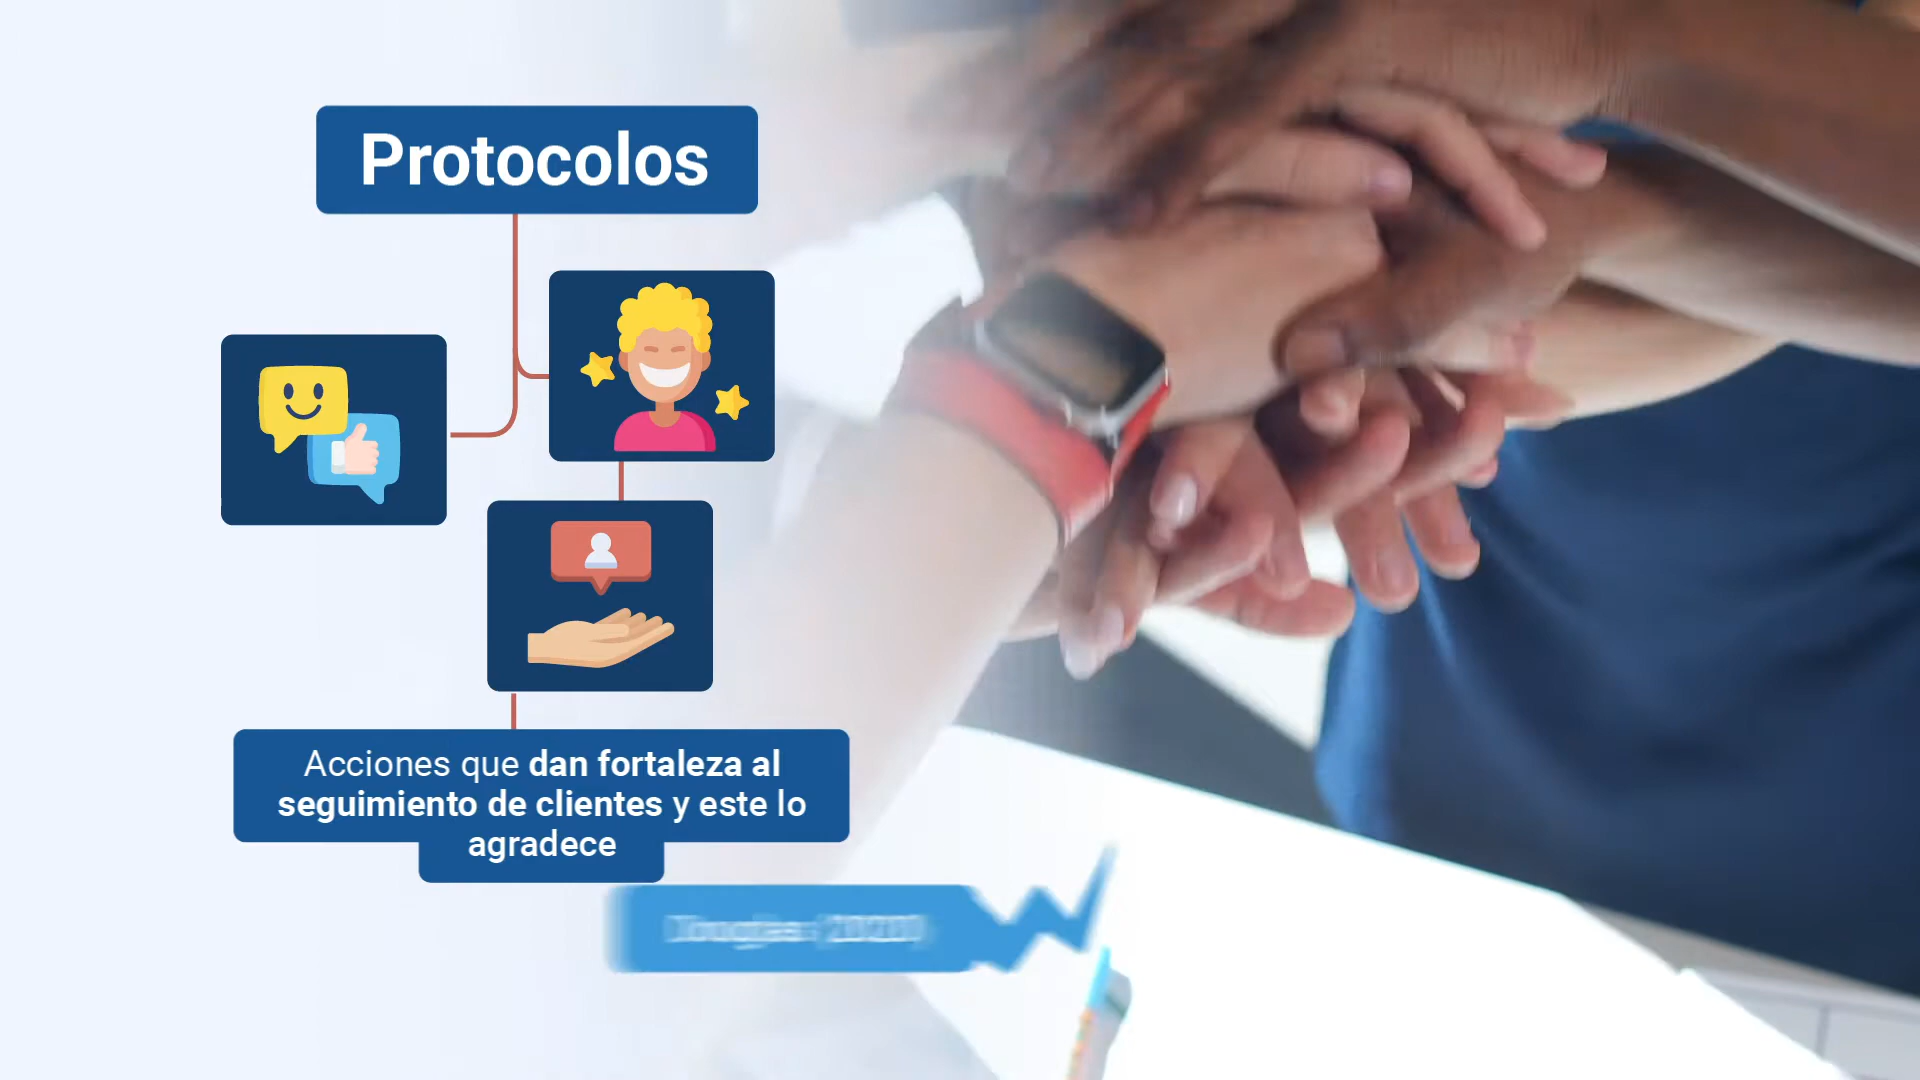 Protocolos
Acciones que dan fortaleza al
seguimiento de clientes y este lo
agradece